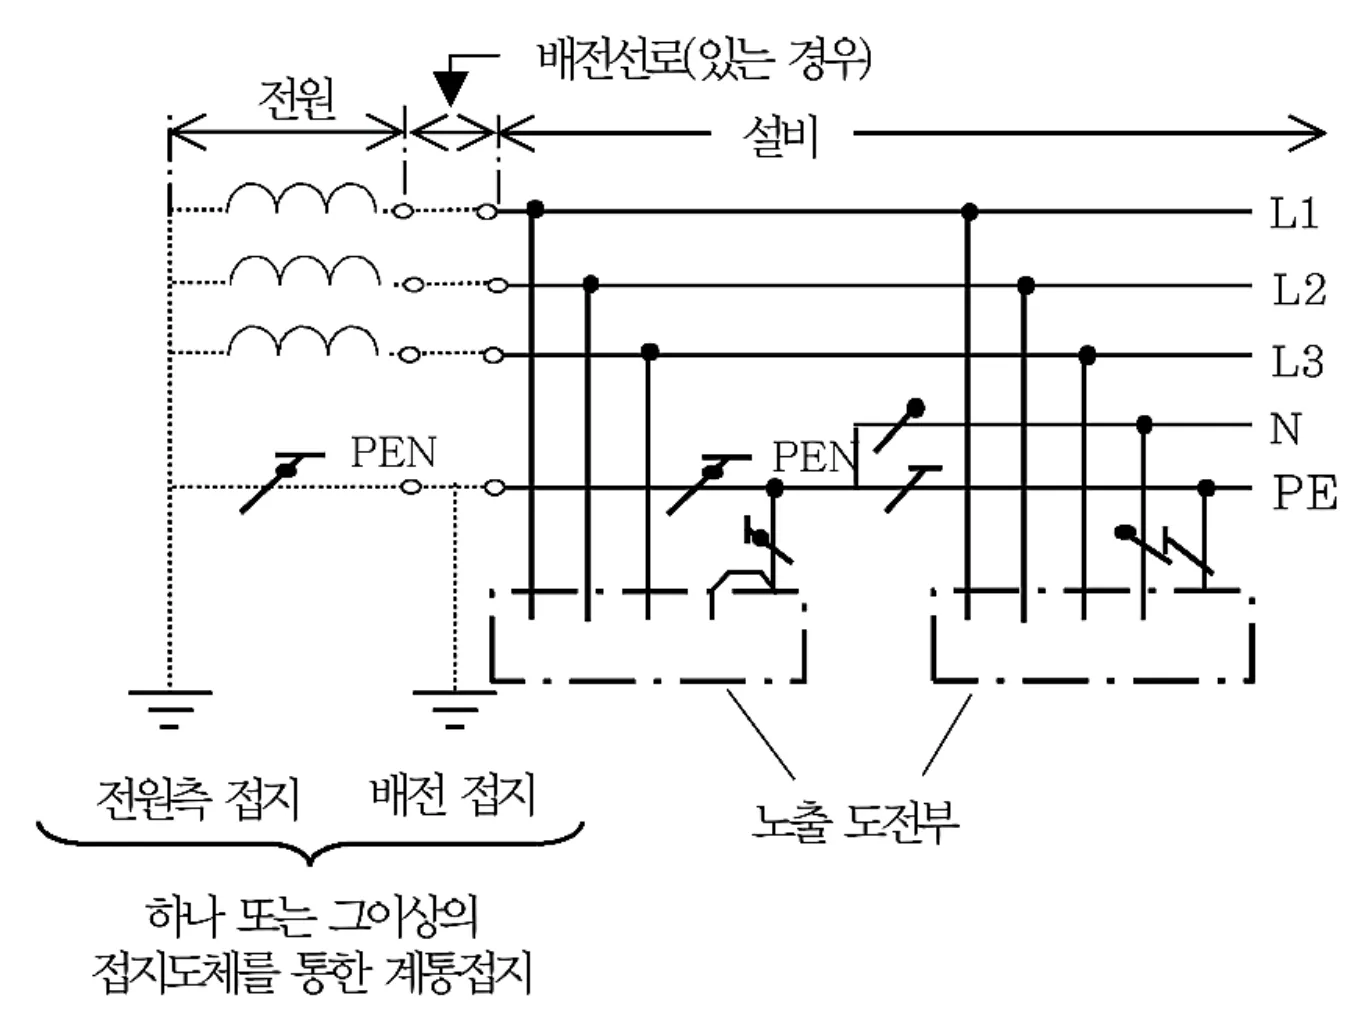 배전선로(있는 경우)
전원
설비
L1
L2
L3
N
PEN
PEN
PE
전원측 접지
배전 접지
노출 도전부
하나 또는 그이상의
접지도체를 통한 계통접지